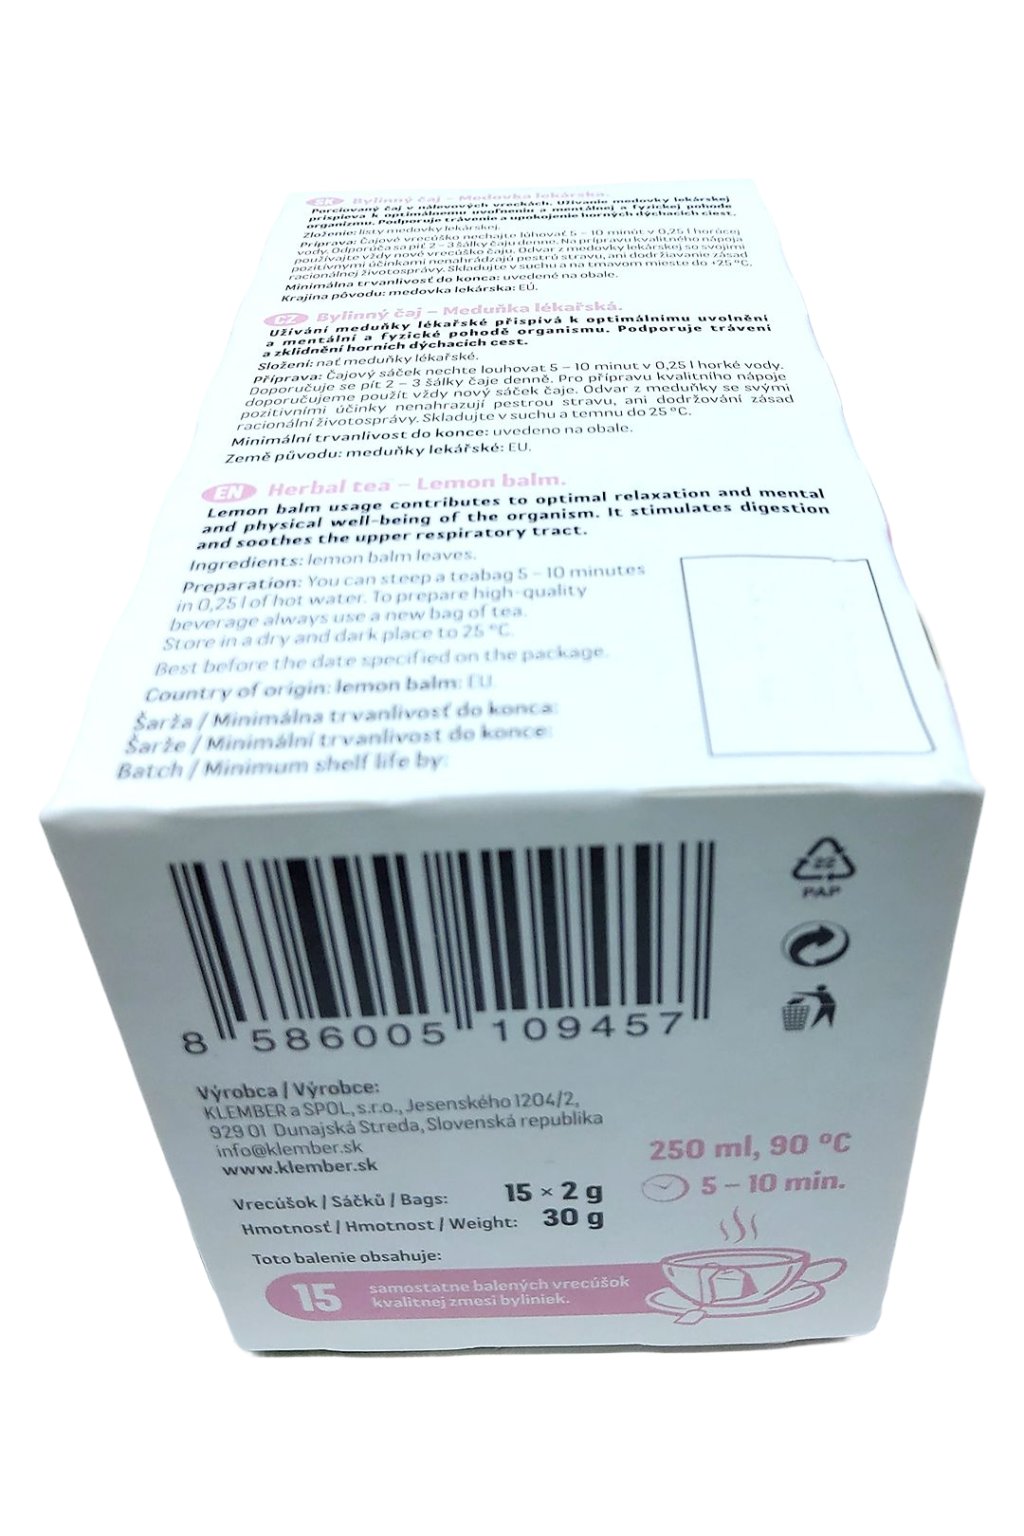 SK Bylinný čaj – Medovka lekárska.
Porciovaný čaj v nálevových vreckách. Užívanie medovky lekárskej
prispieva k optimálnemu uvoľneniu a mentálnej a fyzickej pohode
organizmu. Podporuje trávenie a upokojenie horných dýchacích ciest.
Zloženie: listy medovky lekárskej.
Príprava: Čajové vrecúško nechajte lúhovať 5 – 10 minút v 0,25 l horúcej
vody. Odporúča sa piť 2 – 3 šálky čaju denne. Na prípravu kvalitného nápoja
používajte vždy nové vrecúško čaju. Odvar z medovky lekárskej so svojimi
pozitívnymi účinkami nenahrádzajú pestrú stravu, ani dodržiavanie zásad
racionálnej životosprávy. Skladujte v suchu a na tmavom mieste do +25 °C.
Minimálna trvanlivosť do konca: uvedené na obale.
Krajina pôvodu: medovka lekárska: EÚ.
CZ Bylinný čaj – Meduňka lékařská.
Užívání meduňky lékařské přispívá k optimálnímu uvolnění
a mentální a fyzické pohodě organismu. Podporuje trávení
a zklidnění horních dýchacích cest.
Složení: nať meduňky lékařské.
Příprava: Čajový sáček nechte louhovat 5 – 10 minut v 0,25 l horké vody.
Doporučuje se pít 2 – 3 šálky čaje denně. Pro přípravu kvalitního nápoje
doporučujeme použít vždy nový sáček čaje. Odvar z meduňky se svými
pozitivními účinky nenahrazují pestrou stravu, ani dodržování zásad
racionální životosprávy. Skladujte v suchu a temnu do 25 °C.
Minimální trvanlivost do konce: uvedeno na obale.
Země původu: meduňky lekářské: EU.
EN Herbal tea – Lemon balm.
Lemon balm usage contributes to optimal relaxation and mental
and physical well-being of the organism. It stimulates digestion
and soothes the upper respiratory tract.
Ingredients: lemon balm leaves.
Preparation: You can steep a teabag 5 – 10 minutes
in 0,25 l of hot water. To prepare high-quality
beverage always use a new bag of tea.
Store in a dry and dark place to 25 °C.
Best before the date specified on the package.
Country of origin: lemon balm: EU.
Šarža / Minimálna trvanlivosť do konca:
Šarže / Minimální trvanlivost do konce:
Batch / Minimum shelf life by:
22
PAP
8 586005 109457
Výrobca / Výrobce:
KLEMBER a SPOL, s.r.o., Jesenského 1204/2,
929 01 Dunajská Streda, Slovenská republika
info@klember.sk
www.klember.sk
250 ml, 90 °C
5 – 10 min.
Vrecúšok / Sáčků / Bags: 15 × 2 g
Hmotnosť / Hmotnost / Weight: 30 g
Toto balenie obsahuje:
15 samostatne balených vrecúšok
kvalitnej zmesi byliniek.